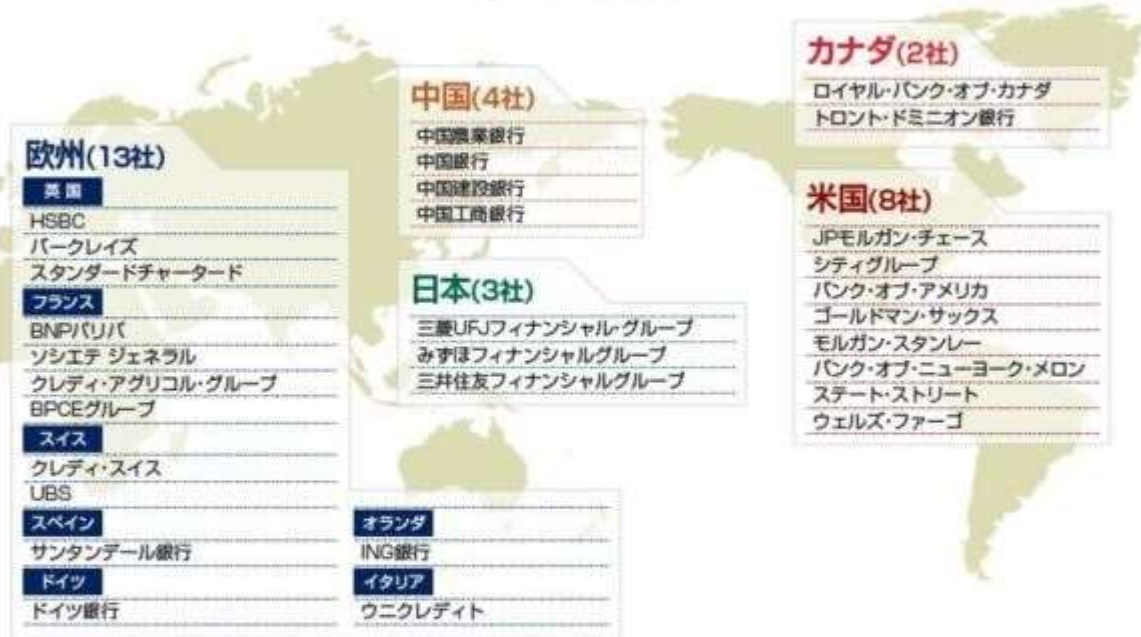 欧州(13社)
英国
HSBC
バークレイズ
スタンダードチャータード
フランス
BNPパリバ
ソシエテ ジェネラル
クレディ・アグリコル・グループ
BPCEグループ
スイス
クレディ・スイス
UBS
スペイン
サンタンデール銀行
ドイツ
ドイツ銀行
オランダ
ING銀行
イタリア
ウニクレディト
中国(4社)
中国農業銀行
中国銀行
中国建設銀行
中国工商銀行
日本(3社)
三菱UFJフィナンシャル・グループ
みずほフィナンシャルグループ
三井住友フィナンシャルグループ
カナダ(2社)
ロイヤル・バンク・オブ・カナダ
トロント・ドミニオン銀行
米国(8社)
JPモルガン・チェース
シティグループ
バンク・オブ・アメリカ
ゴールドマン・サックス
モルガン・スタンレー
バンク・オブ・ニューヨーク・メロン
ステート・ストリート
ウェルズ・ファーゴ